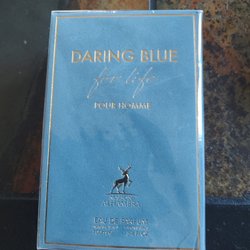 DARING BLUE
for life
POUR HOMME
MAISON
ALHAMBRA
EAU DE PARFUM